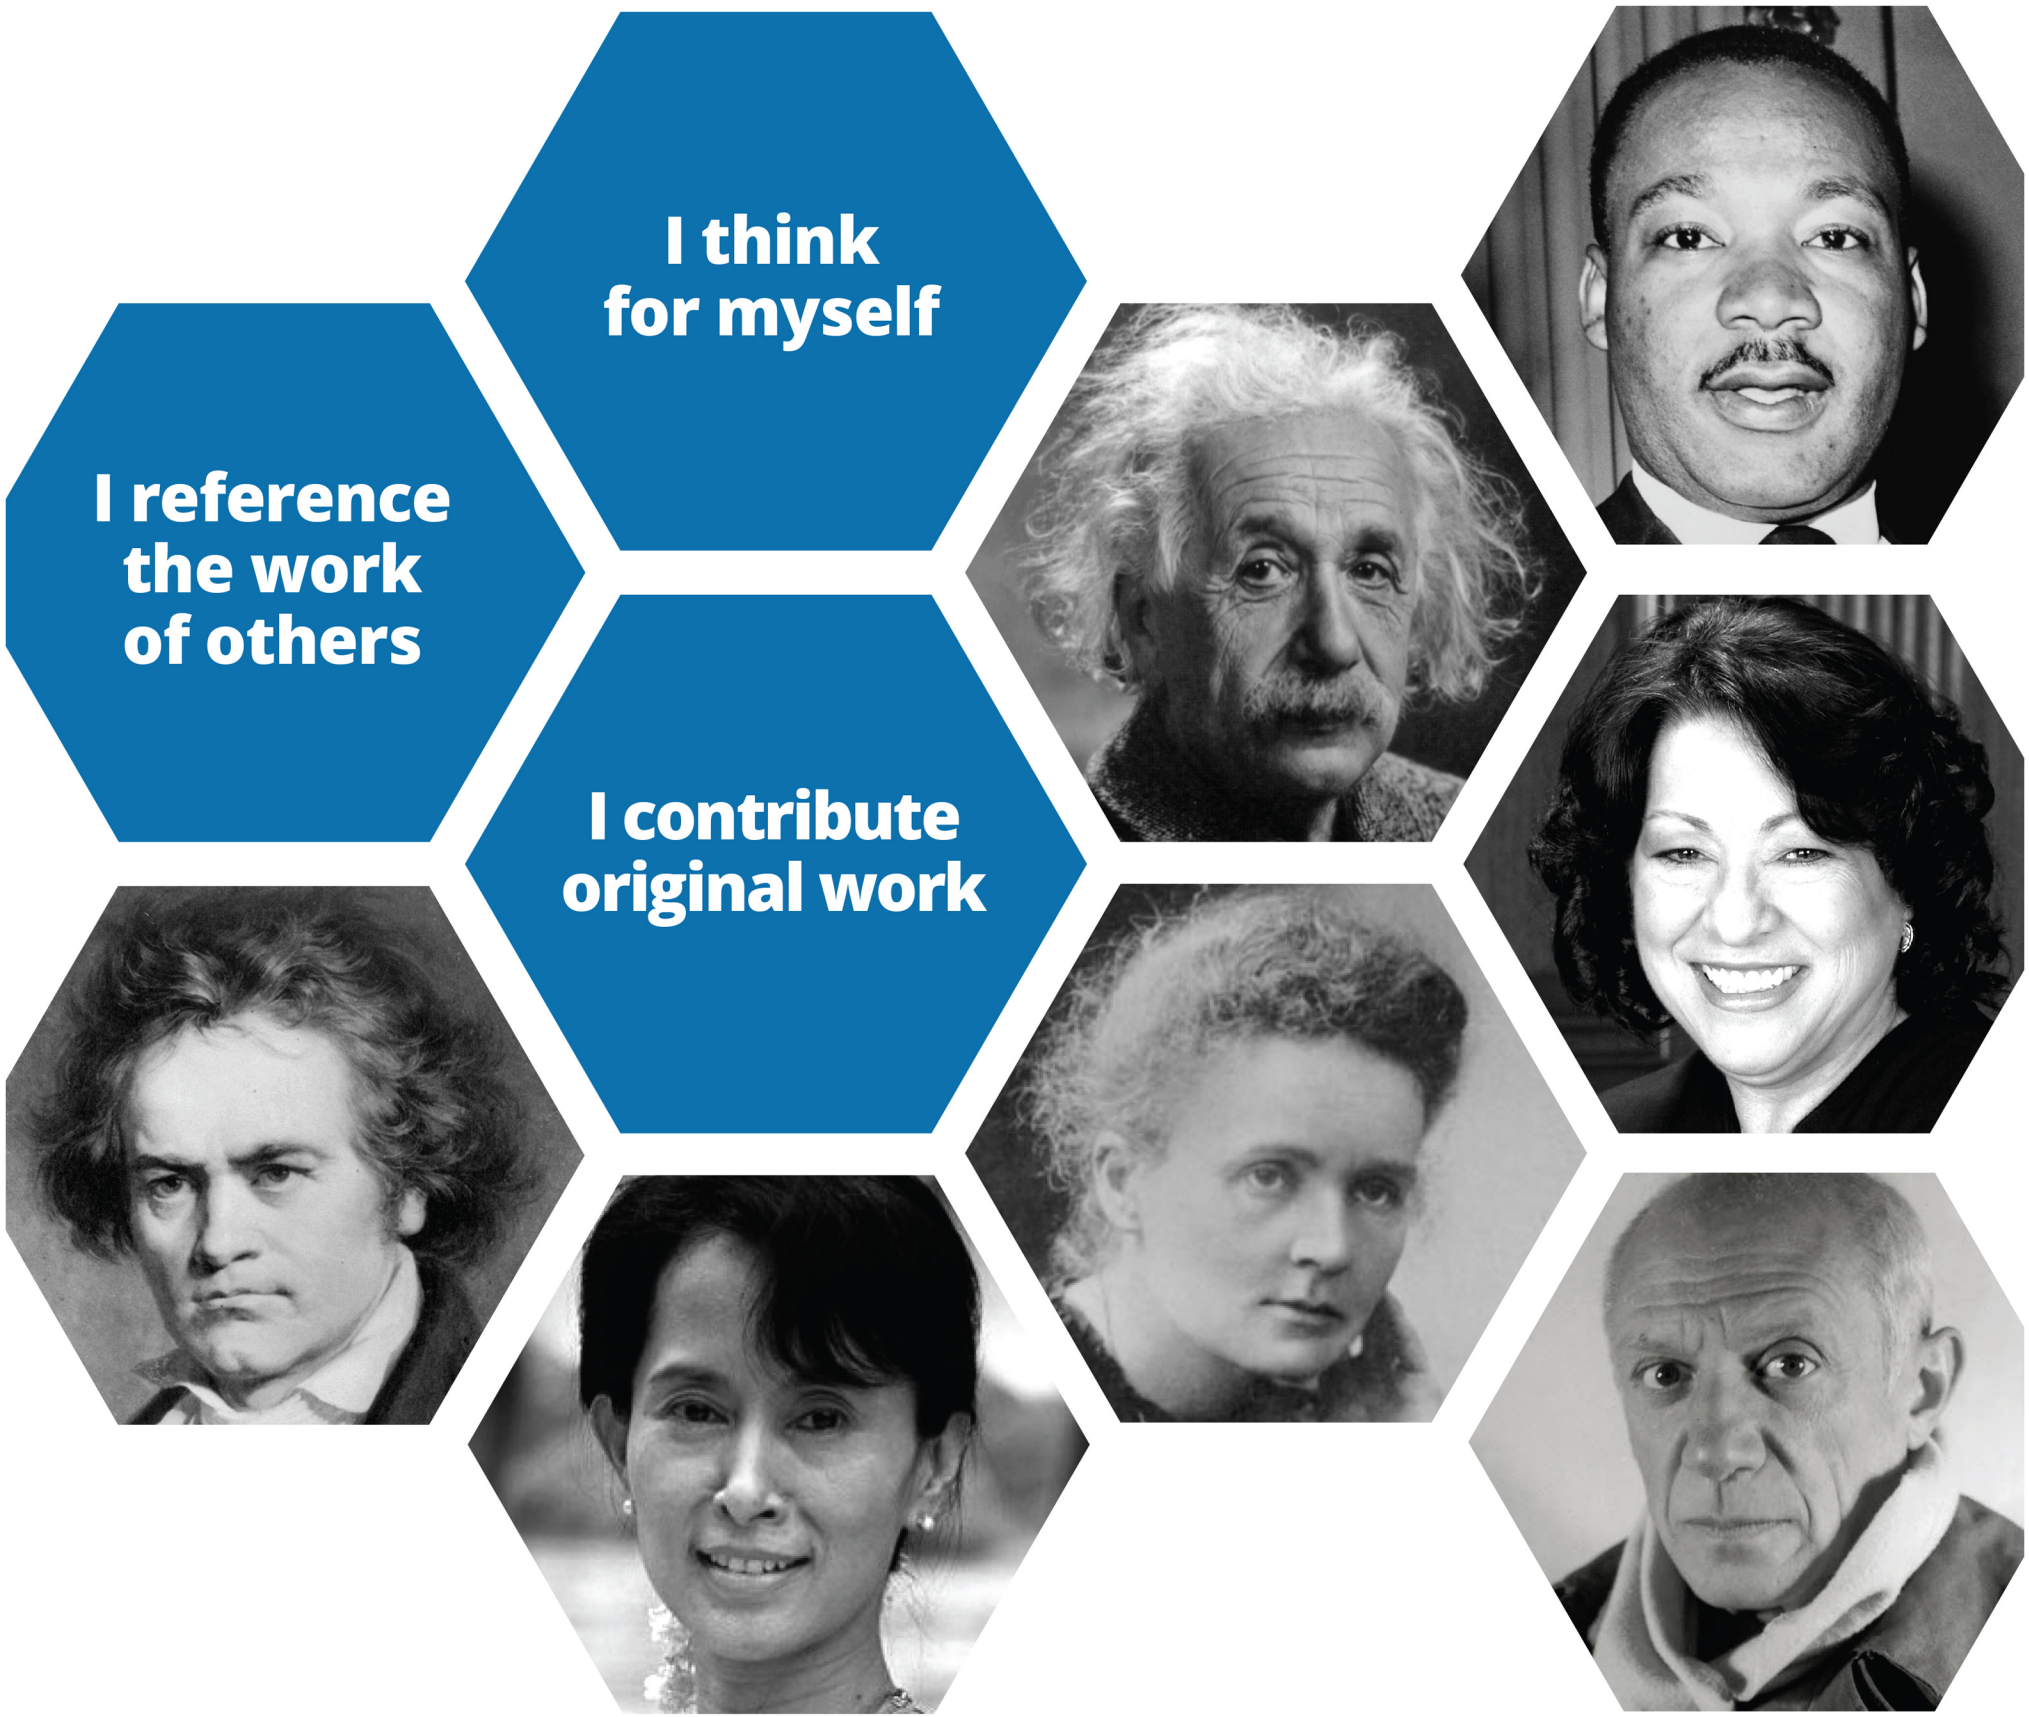 I think
for myself
I reference
the work
of others
I contribute
original work